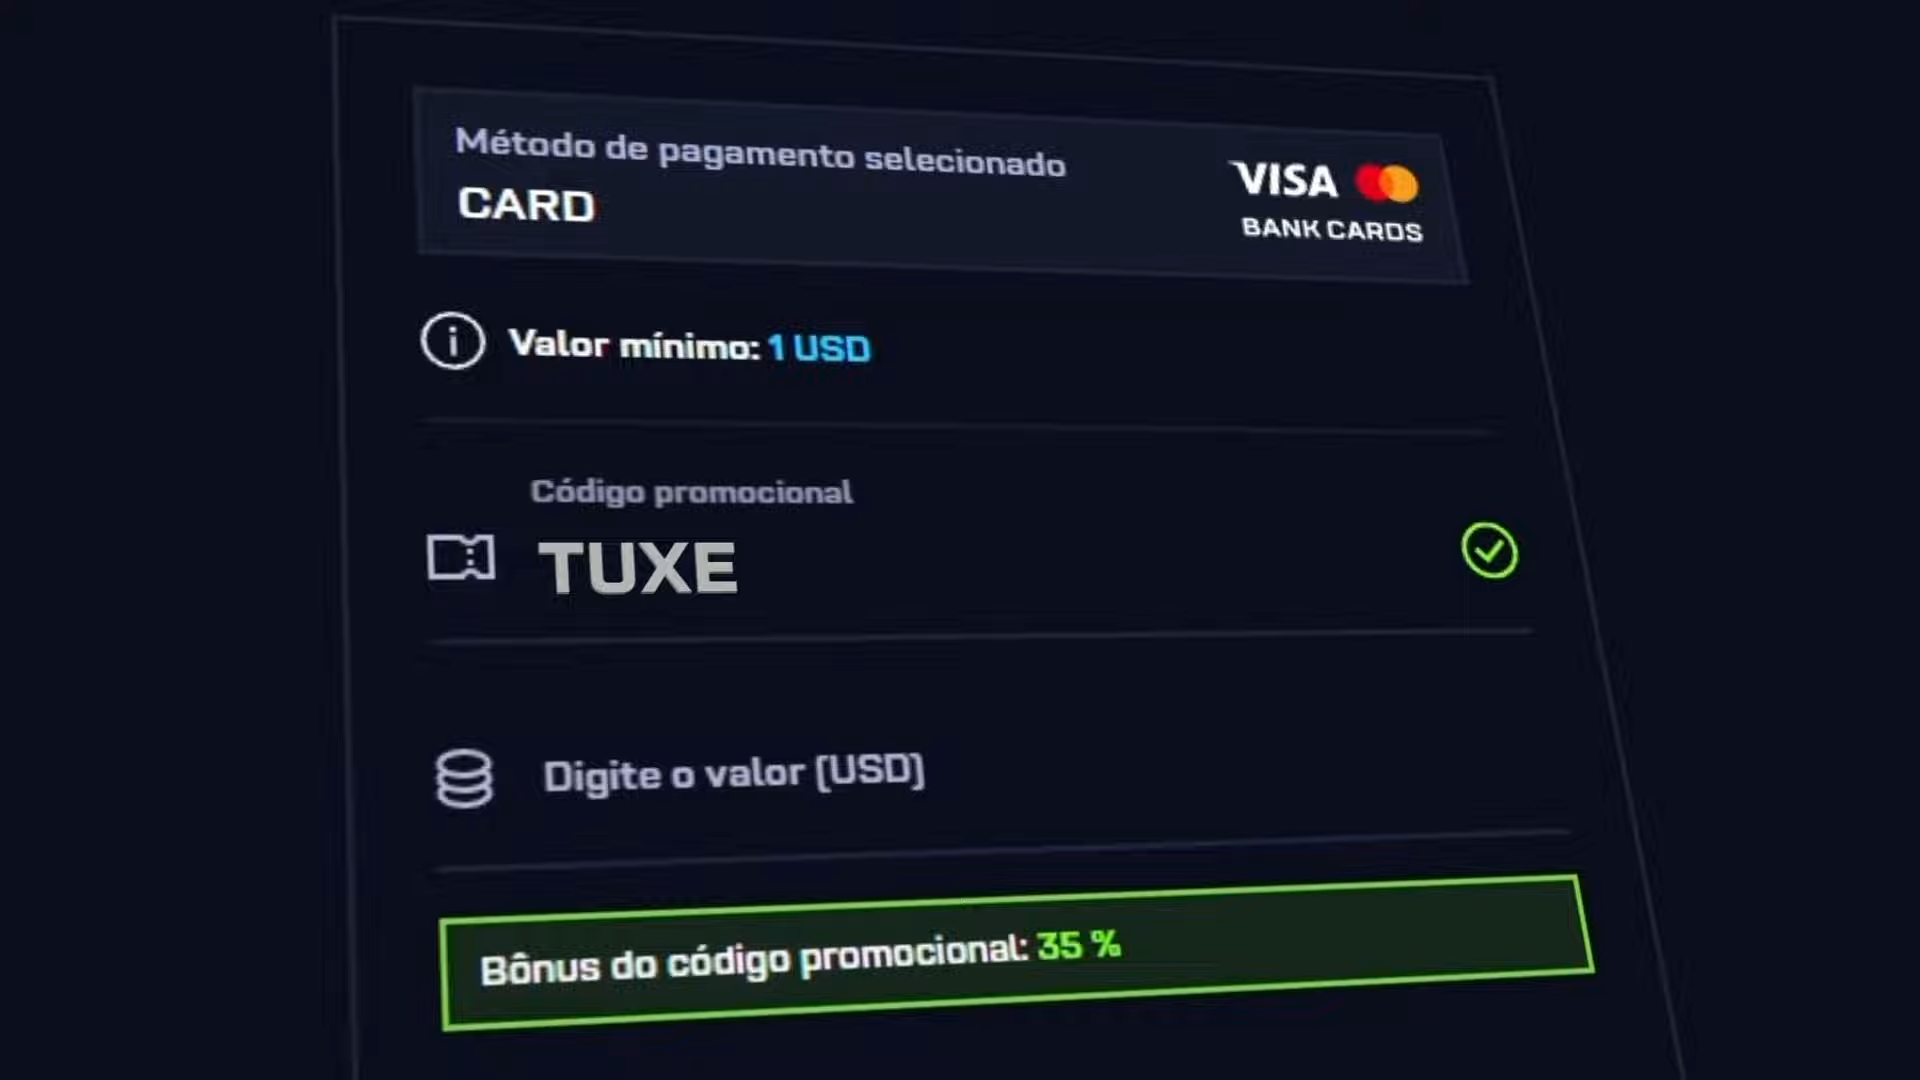 Método de pagamento selecionado
CARD
VISA
BANK CARDS
Valor mínimo: 1 USD
Código promocional
TUXE
Digite o valor (USD)
Bônus do código promocional: 35 %